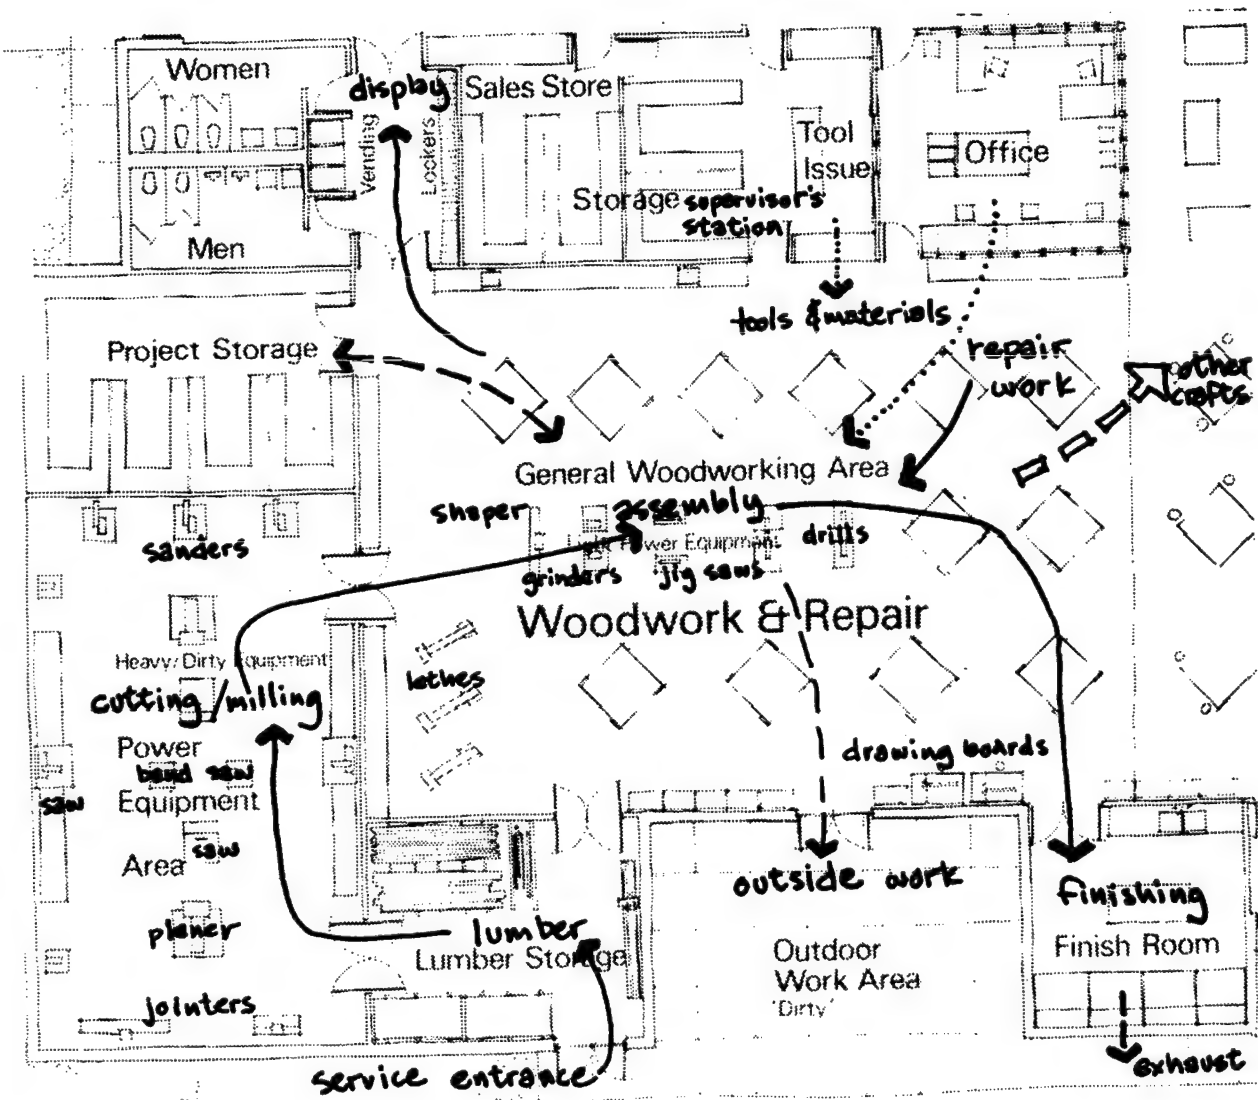 Women
display
Sales Store
Vending
Lockers
Tool
Issue
Office
Storage
supervisor's
station
Men
tools & materials
Project Storage
repair
work
other
crafts
General Woodworking Area
shaper
assembly
sanders
Light Power Equipment
drills
grinders
jig saws
Woodwork & Repair
Heavy/Dirty Equipment
cutting/milling
lathes
Power
band saw
saw
Equipment
drawing boards
saw
Area
outside work
finishing
planer
lumber
Lumber Storage
Outdoor
Work Area
'Dirty'
Finish Room
jointers
service entrance
exhaust